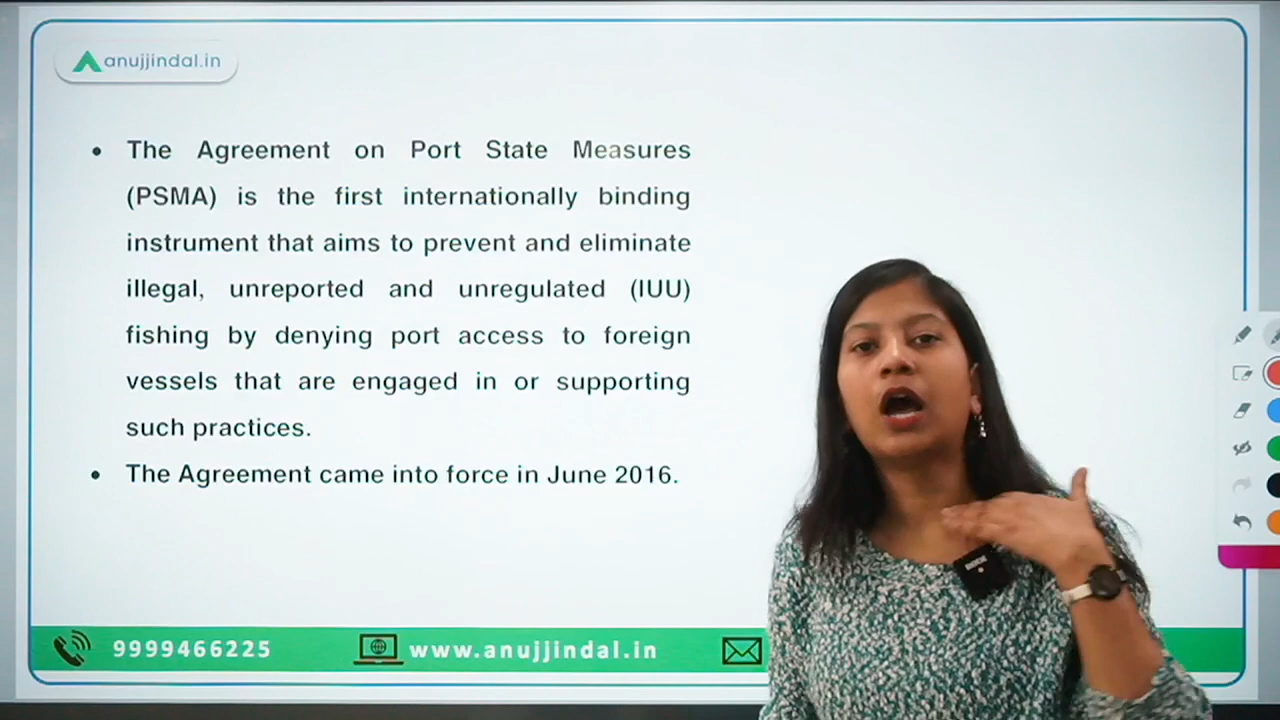 anujjindal.in
• The Agreement on Port State Measures
(PSMA) is the first internationally binding
instrument that aims to prevent and eliminate
illegal, unreported and unregulated (IUU)
fishing by denying port access to foreign
vessels that are engaged in or supporting
such practices.
• The Agreement came into force in June 2016.
9999466225 www.anujjindal.in